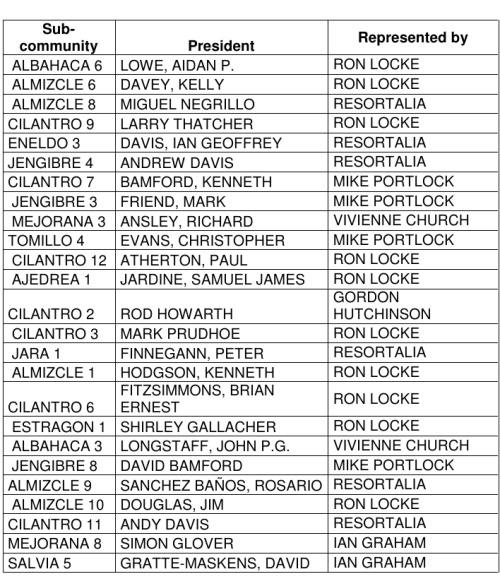 Sub-
community President Represented by
ALBAHACA 6 LOWE, AIDAN P. RON LOCKE
ALMIZCLE 6 DAVEY, KELLY RON LOCKE
ALMIZCLE 8 MIGUEL NEGRILLO RESORTALIA
CILANTRO 9 LARRY THATCHER RON LOCKE
ENELDO 3 DAVIS, IAN GEOFFREY RESORTALIA
JENGIBRE 4 ANDREW DAVIS RESORTALIA
CILANTRO 7 BAMFORD, KENNETH MIKE PORTLOCK
JENGIBRE 3 FRIEND, MARK MIKE PORTLOCK
MEJORANA 3 ANSLEY, RICHARD VIVIENNE CHURCH
TOMILLO 4 EVANS, CHRISTOPHER MIKE PORTLOCK
CILANTRO 12 ATHERTON, PAUL RON LOCKE
AJEDREA 1 JARDINE, SAMUEL JAMES RON LOCKE
GORDON
CILANTRO 2 ROD HOWARTH HUTCHINSON
CILANTRO 3 MARK PRUDHOE RON LOCKE
JARA 1 FINNEGANN, PETER RESORTALIA
ALMIZCLE 1 HODGSON, KENNETH RON LOCKE
FITZSIMMONS, BRIAN RON LOCKE
CILANTRO 6 ERNEST
ESTRAGON 1 SHIRLEY GALLACHER RON LOCKE
ALBAHACA 3 LONGSTAFF, JOHN P.G. VIVIENNE CHURCH
JENGIBRE 8 DAVID BAMFORD MIKE PORTLOCK
ALMIZCLE 9 SANCHEZ BAÑOS, ROSARIO RESORTALIA
ALMIZCLE 10 DOUGLAS, JIM RON LOCKE
CILANTRO 11 ANDY DAVIS RESORTALIA
MEJORANA 8 SIMON GLOVER IAN GRAHAM
SALVIA 5 GRATTE-MASKENS, DAVID IAN GRAHAM